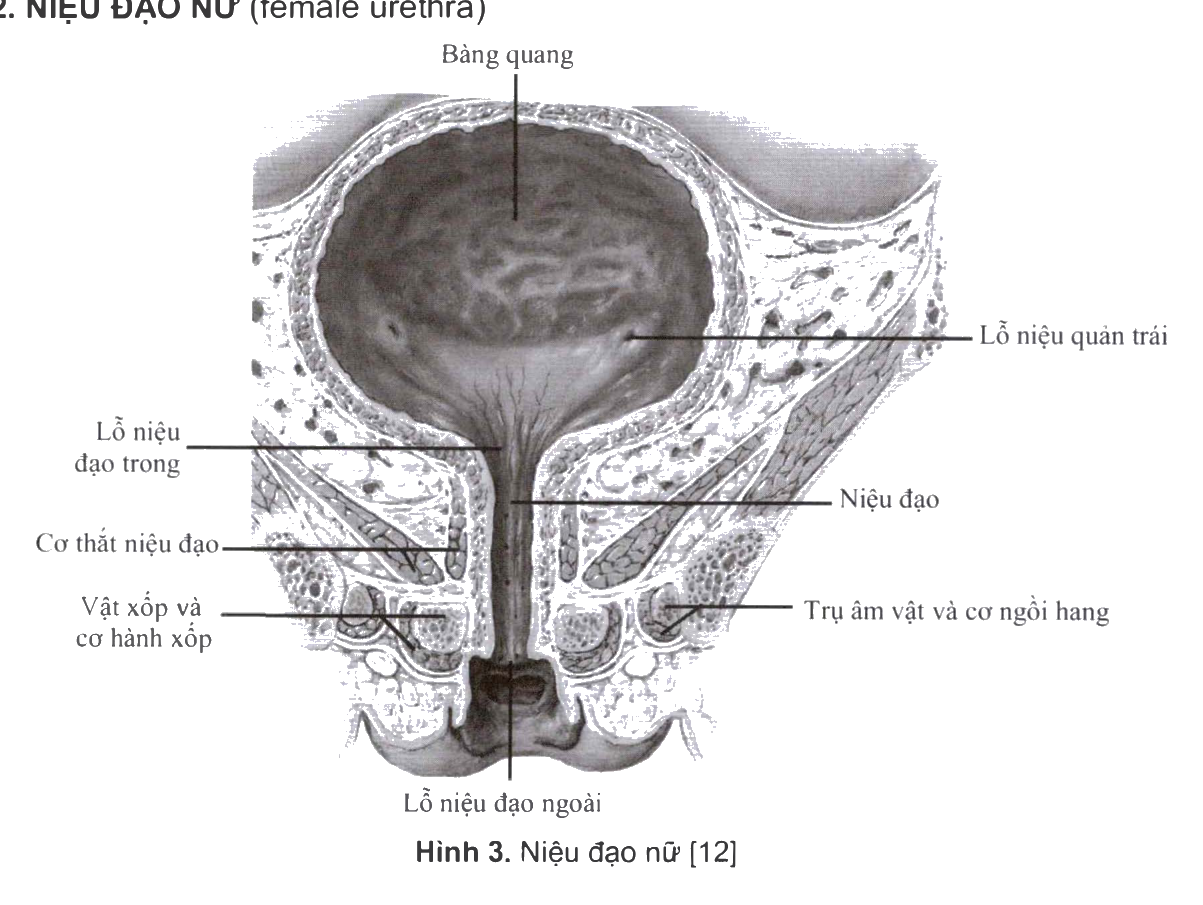 2. NIỆU ĐẠO NỮ (female urethra)
Bàng quang
Lỗ niệu quản trái
Lỗ niệu
đạo trong
Niệu đạo
Cơ thắt niệu đạo
Vật xốp và
cơ hành xốp
Trụ âm vật và cơ ngồi hang
Lỗ niệu đạo ngoài
Hình 3. Niệu đạo nữ [12]